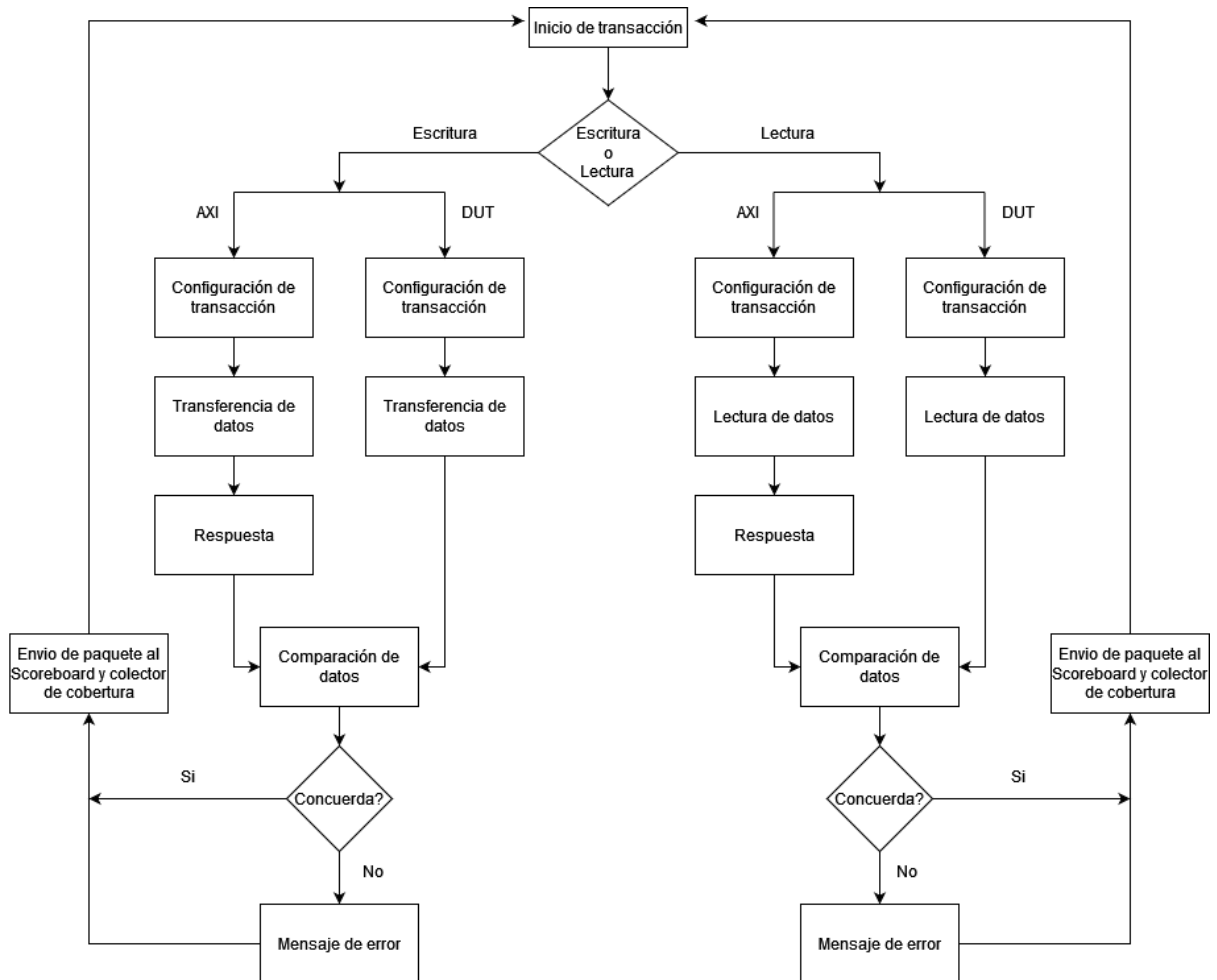 Inicio de transacción
Escritura
Escritura
o
Lectura
Lectura
AXI
DUT
AXI
DUT
Configuración de
transacción
Configuración de
transacción
Configuración de
transacción
Configuración de
transacción
Transferencia de
datos
Transferencia de
datos
Lectura de datos
Lectura de datos
Respuesta
Respuesta
Envio de paquete al
Scoreboard y colector
de cobertura
Comparación de
datos
Comparación de
datos
Envio de paquete al
Scoreboard y colector
de cobertura
Si
Concuerda?
Concuerda?
Si
No
No
Mensaje de error
Mensaje de error